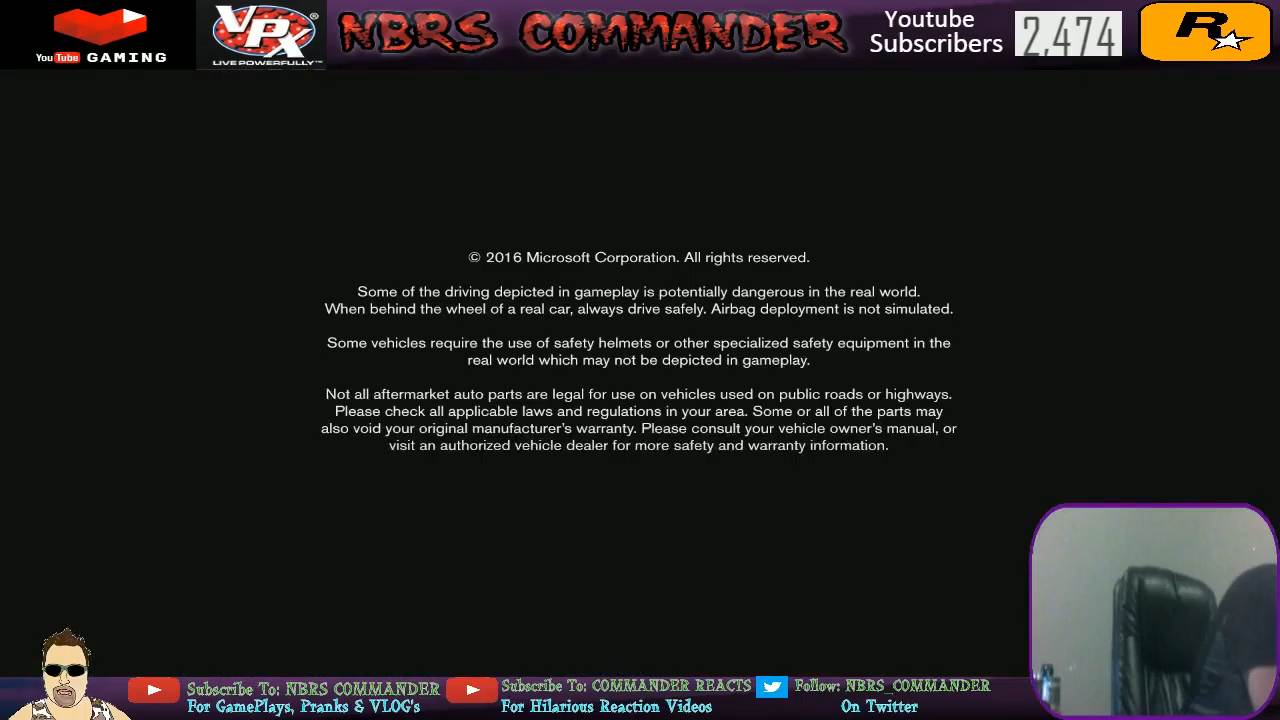 You Tube GAMING
VPX®
LIVE POWERFULLY™
NBRS COMMANDER
Youtube
Subscribers
2,474
R
© 2016 Microsoft Corporation. All rights reserved.
Some of the driving depicted in gameplay is potentially dangerous in the real world.
When behind the wheel of a real car, always drive safely. Airbag deployment is not simulated.
Some vehicles require the use of safety helmets or other specialized safety equipment in the
real world which may not be depicted in gameplay.
Not all aftermarket auto parts are legal for use on vehicles used on public roads or highways.
Please check all applicable laws and regulations in your area. Some or all of the parts may
also void your original manufacturer's warranty. Please consult your vehicle owner's manual, or
visit an authorized vehicle dealer for more safety and warranty information.
Subscribe To: NBRS COMMANDER
For GamePlays, Pranks & VLOG's
Subscribe To: COMMANDER REACTS
For Hilarious Reaction Videos
Follow: NBRS_COMMANDER
On Twitter